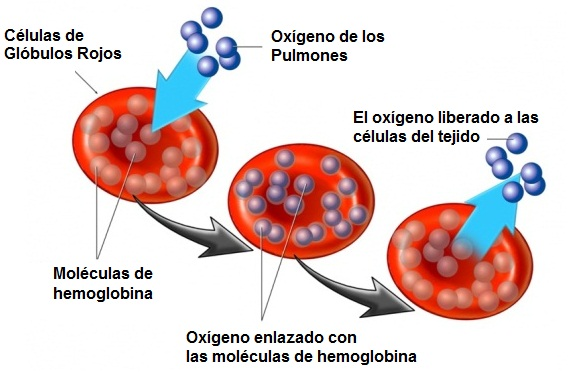 Células de
Glóbulos Rojos
Oxígeno de los
Pulmones
El oxígeno liberado a las
células del tejido
Moléculas de
hemoglobina
Oxígeno enlazado con
las moléculas de hemoglobina